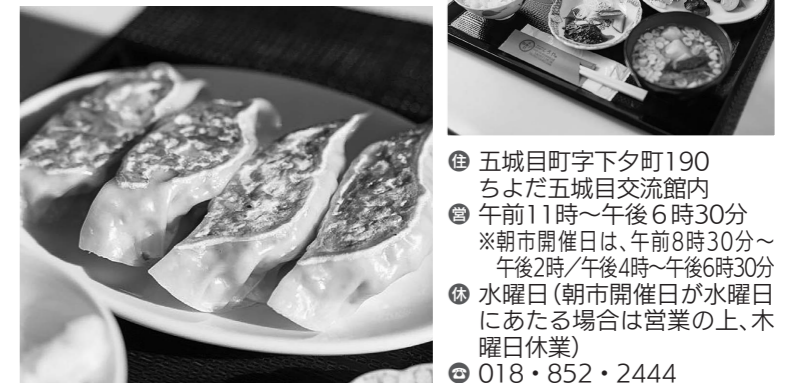 住 五城目町字下夕町190
ちよだ五城目交流館内
営 午前11時～午後6時30分
※朝市開催日は、午前8時30分～
午後2時／午後4時～午後6時30分
休 水曜日（朝市開催日が水曜日
にあたる場合は営業の上、木
曜日休業）
☎ 018・852・2444